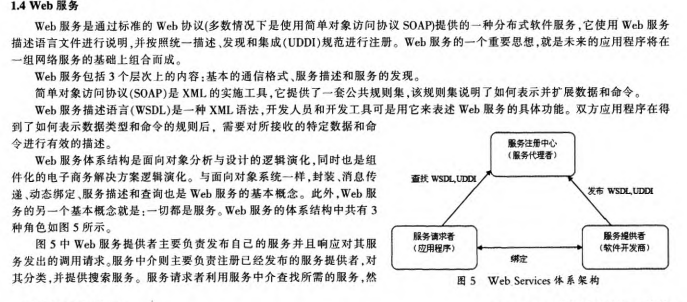 1.4 Web 服务
Web 服务是通过标准的 Web 协议(多数情况下是使用简单对象访问协议 SOAP)提供的一种分布式软件服务,它使用 Web 服务
描述语言文件进行说明,并按照统一描述、发现和集成(UDDI)规范进行注册。Web 服务的一个重要思想,就是未来的应用程序将在
一组网络服务的基础上组合而成。
Web 服务包括 3 个层次上的内容:基本的通信格式、服务描述和服务的发现。
简单对象访问协议(SOAP)是 XML 的实施工具,它提供了一套公共规则集,该规则集说明了如何表示并扩展数据和命令。
Web 服务描述语言(WSDL)是一种 XML 语法,开发人员和开发工具可是用它来表述 Web 服务的具体功能。双方应用程序在得
到了如何表示数据类型和命令的规则后，需要对所接收的特定数据和命
令进行有效的描述。
Web 服务体系结构是面向对象分析与设计的逻辑演化,同时也是组
件化的电子商务解决方案逻辑演化。与面向对象系统一样,封装、消息传
递、动态绑定、服务描述和查询也是 Web 服务的基本概念。此外,Web 服
务的另一个基本概念就是:一切都是服务。Web 服务的体系结构中共有 3
种角色如图 5 所示。
图 5 中 Web 服务提供者主要负责发布自己的服务并且响应对其服
务发出的调用请求。服务中介则主要负责注册已经发布的服务提供者,对
其分类,并提供搜索服务。服务请求者利用服务中介查找所需的服务,然
服务注册中心
(服务代理者)
查找 WSDL,UDDI
发布 WSDL,UDDI
服务请求者
(应用程序)
服务提供者
(软件开发商)
绑定
图 5 Web Services 体系架构